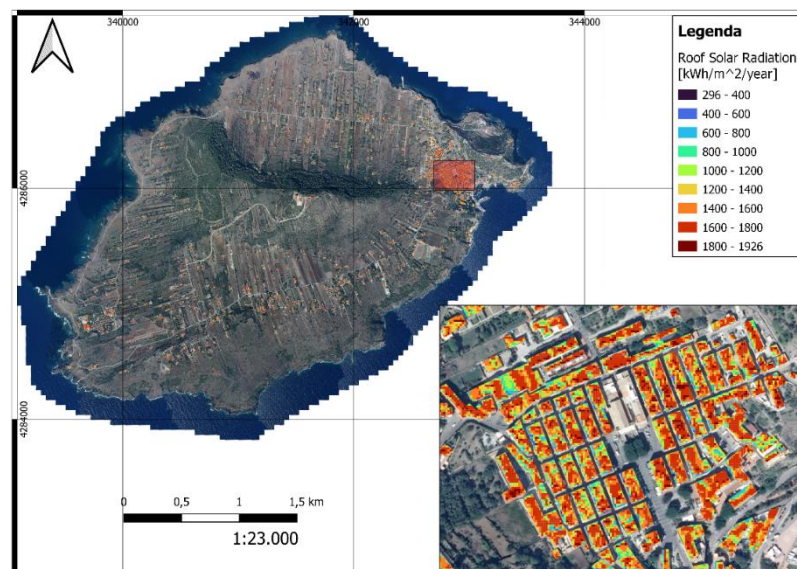 340000
342000
344000
Legenda
Roof Solar Radiation
[kWh/m^2/year]
296 - 400
400 - 600
600 - 800
800 - 1000
1000 - 1200
1200 - 1400
1400 - 1600
1600 - 1800
1800 - 1926
4286000
4284000
0 0,5 1 1,5 km
1:23.000